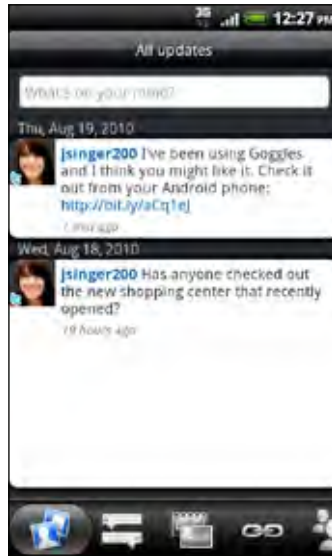 3G 12:27 PM
All updates
What's on your mind?
Thu, Aug 19, 2010
jsinger200 I've been using Goggles
and I think you might like it. Check it
out from your Android phone:
http://bit.ly/aCq1eJ
1 min ago
Wed, Aug 18, 2010
jsinger200 Has anyone checked out
the new shopping center that recently
opened?
19 hours ago